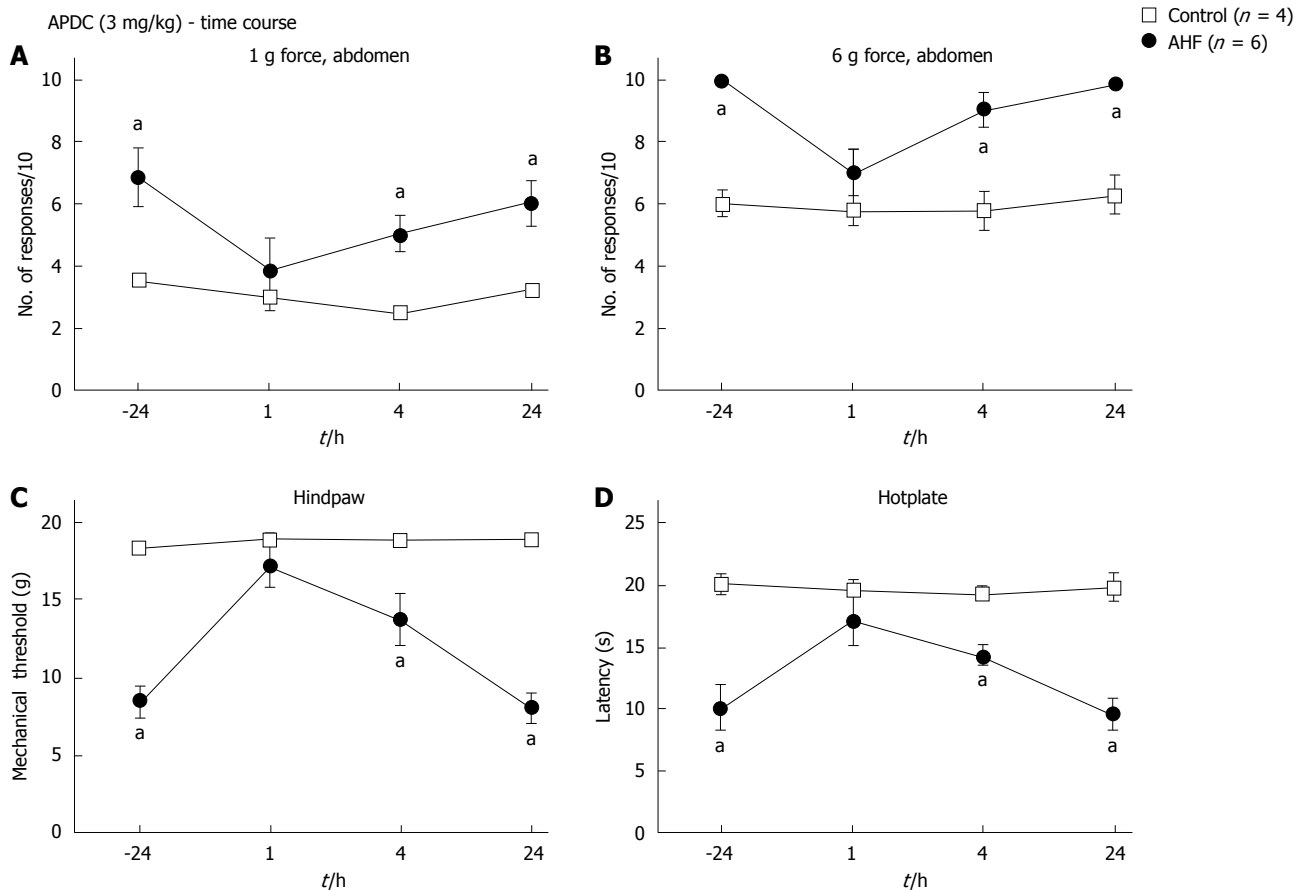 APDC (3 mg/kg) - time course
Control (n = 4)
AHF (n = 6)
A
1 g force, abdomen
No. of responses/10
10
8
6
4
2
0
a
a
a
-24
1
4
24
t/h
B
6 g force, abdomen
No. of responses/10
10
8
6
4
2
0
a
a
a
-24
1
4
24
t/h
C
Hindpaw
Mechanical threshold (g)
20
15
10
5
0
a
a
a
-24
1
4
24
t/h
D
Hotplate
Latency (s)
25
20
15
10
5
0
a
a
a
-24
1
4
24
t/h